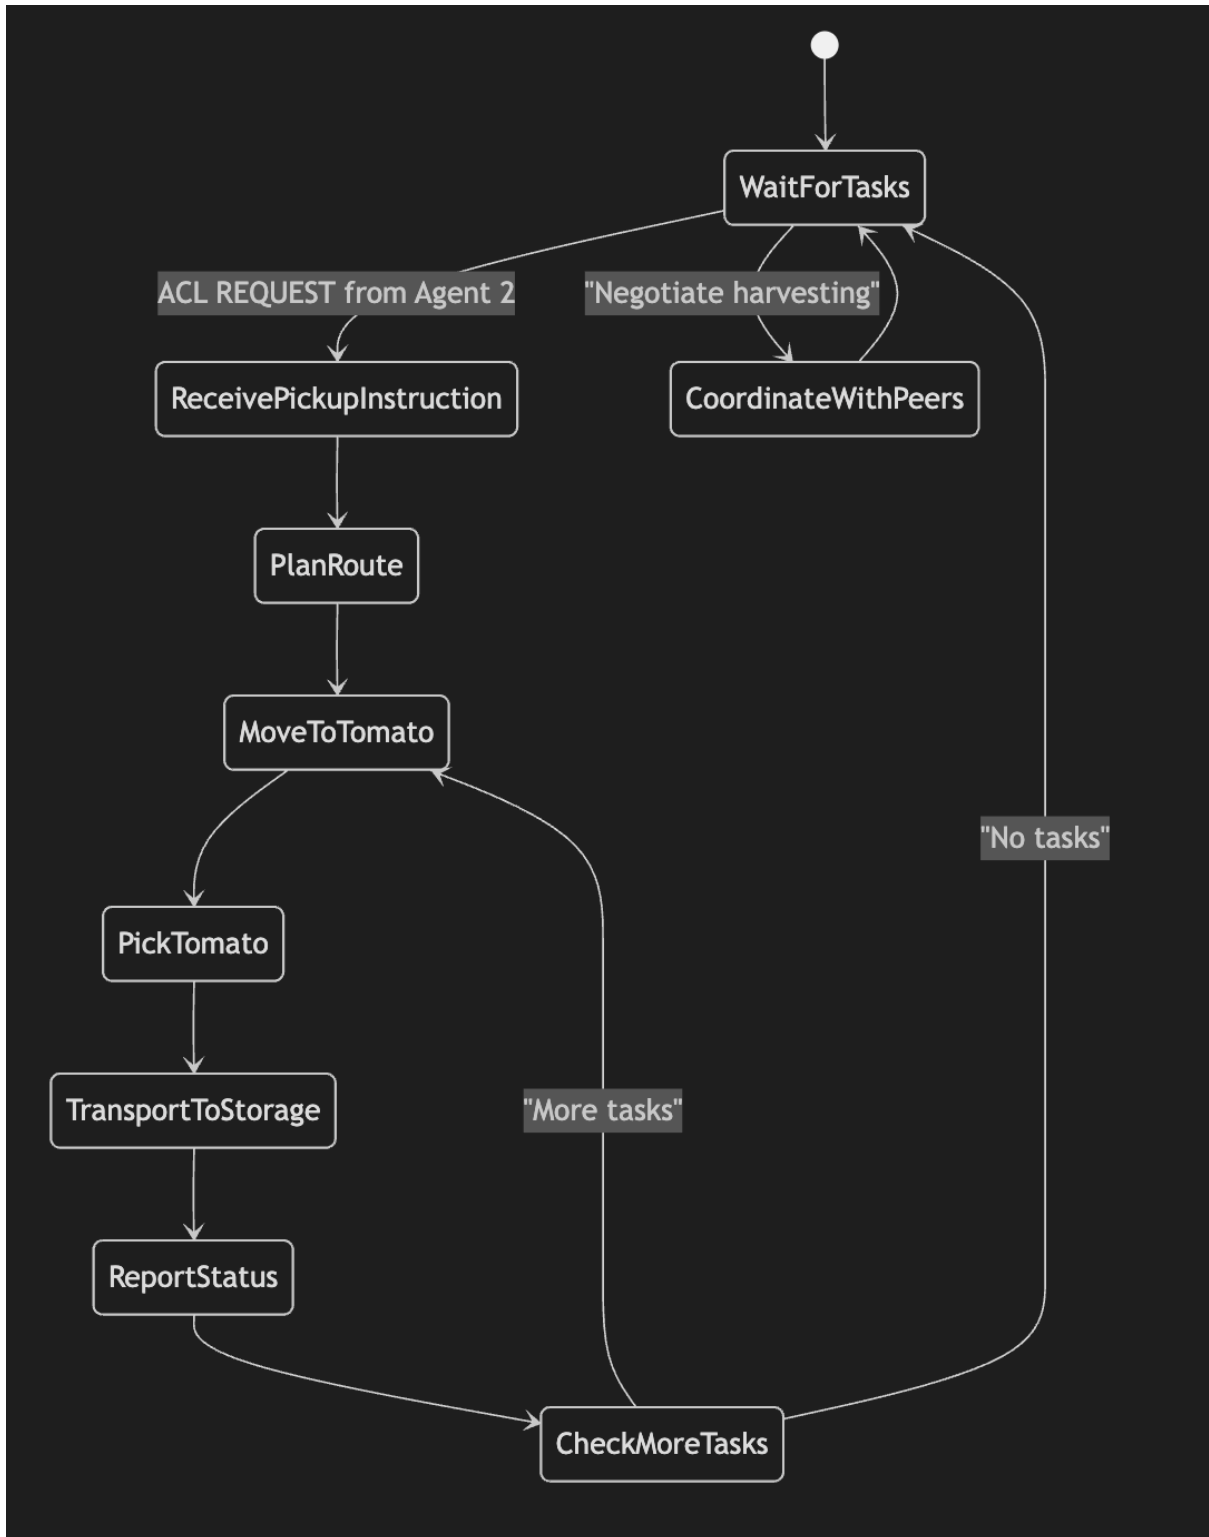 WaitForTasks
ACL REQUEST from Agent 2
"Negotiate harvesting"
ReceivePickupInstruction
CoordinateWithPeers
PlanRoute
MoveToTomato
"No tasks"
PickTomato
"More tasks"
TransportToStorage
ReportStatus
CheckMoreTasks